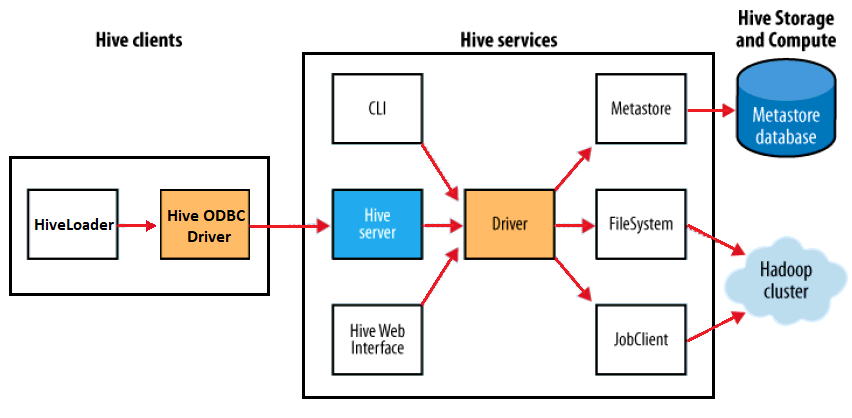 Hive clients
Hive services
Hive Storage
and Compute
CLI
Metastore
Metastore
database
HiveLoader
Hive ODBC
Driver
Hive
server
Driver
FileSystem
Hadoop
cluster
Hive Web
Interface
JobClient